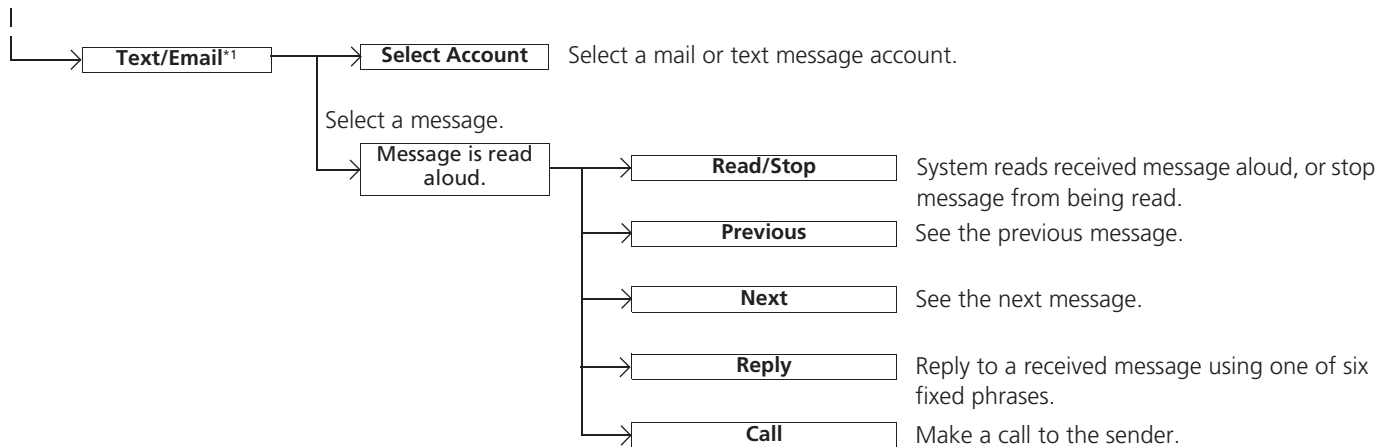 Text/Email*1
Select Account
Select a mail or text message account.
Select a message.
Message is read
aloud.
Read/Stop
System reads received message aloud, or stop
message from being read.
Previous
See the previous message.
Next
See the next message.
Reply
Reply to a received message using one of six
fixed phrases.
Call
Make a call to the sender.